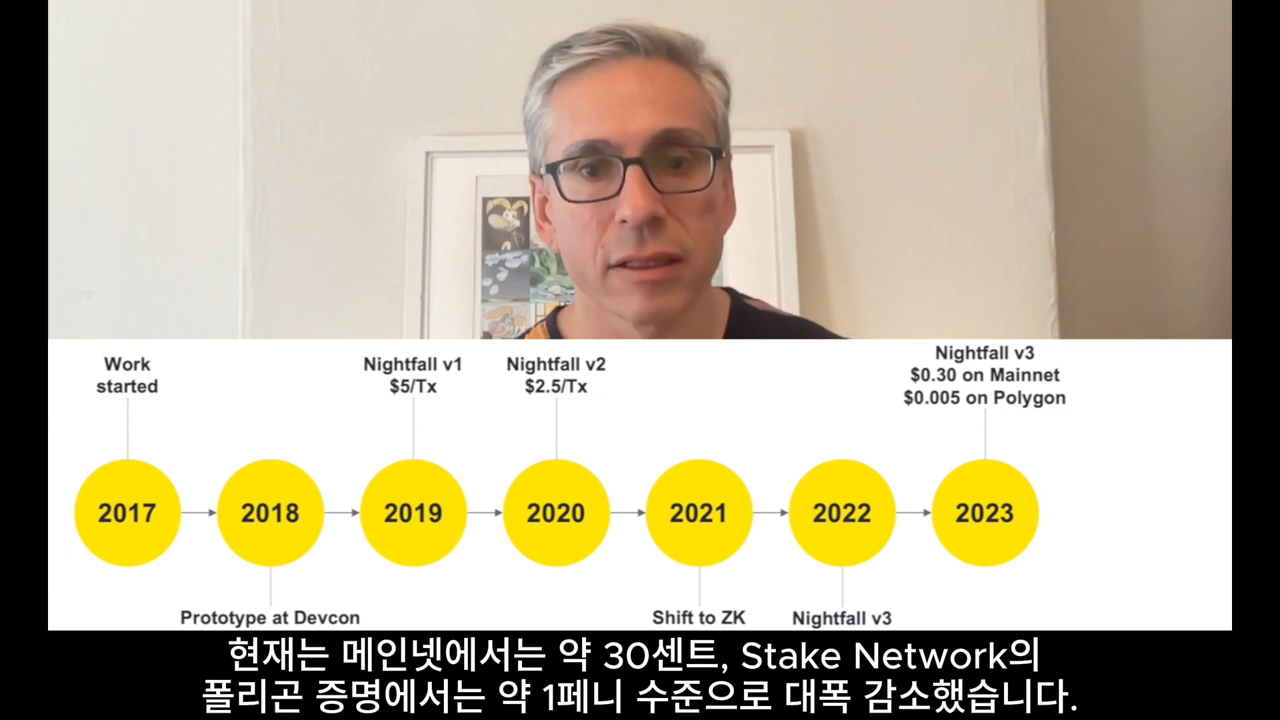 Work
started
Nightfall v1
$5/Tx
Nightfall v2
$2.5/Tx
Nightfall v3
$0.30 on Mainnet
$0.005 on Polygon
2017
2018
2019
2020
2021
2022
2023
Prototype at Devcon
Shift to ZK
Nightfall v3
현재는 메인넷에서는 약 30센트, Stake Network의
폴리곤 증명에서는 약 1페니 수준으로 대폭 감소했습니다.